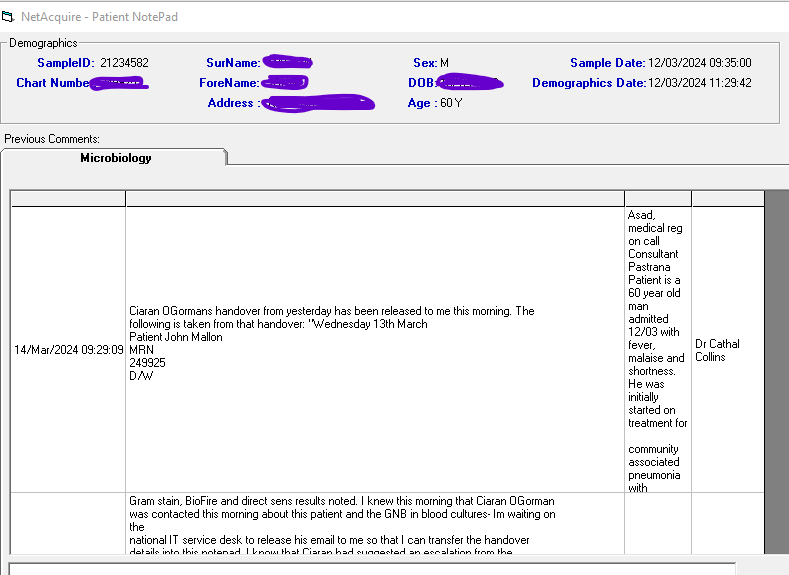 NetAcquire - Patient NotePad
Demographics
SampleID: 21234582 SurName: Sex: M Sample Date: 12/03/2024 09:35:00
Chart Numbe ForeName: DOB: Demographics Date: 12/03/2024 11:29:42
Address : Age : 60 Y
Previous Comments:
Microbiology
14/Mar/2024 09:29:09
Ciaran OGormans handover from yesterday has been released to me this morning. The
following is taken from that handover: "Wednesday 13th March
Patient John Mallon
MRN
249925
D/W
Asad,
medical reg
on call
Consultant
Pastrana
Patient is a
60 year old
man
admitted
12/03 with
fever,
malaise and
shortness.
He was
initially
started on
treatment for
community
associated
pneumonia
with
Dr Cathal
Collins
Gram stain, BioFire and direct sens results noted. I knew this morning that Ciaran OGorman
was contacted this morning about this patient and the GNB in blood cultures- Im waiting on
the
national IT service desk to release his email to me so that I can transfer the handover
details into this notepad. I know that Ciaran had suggested an escalation from the